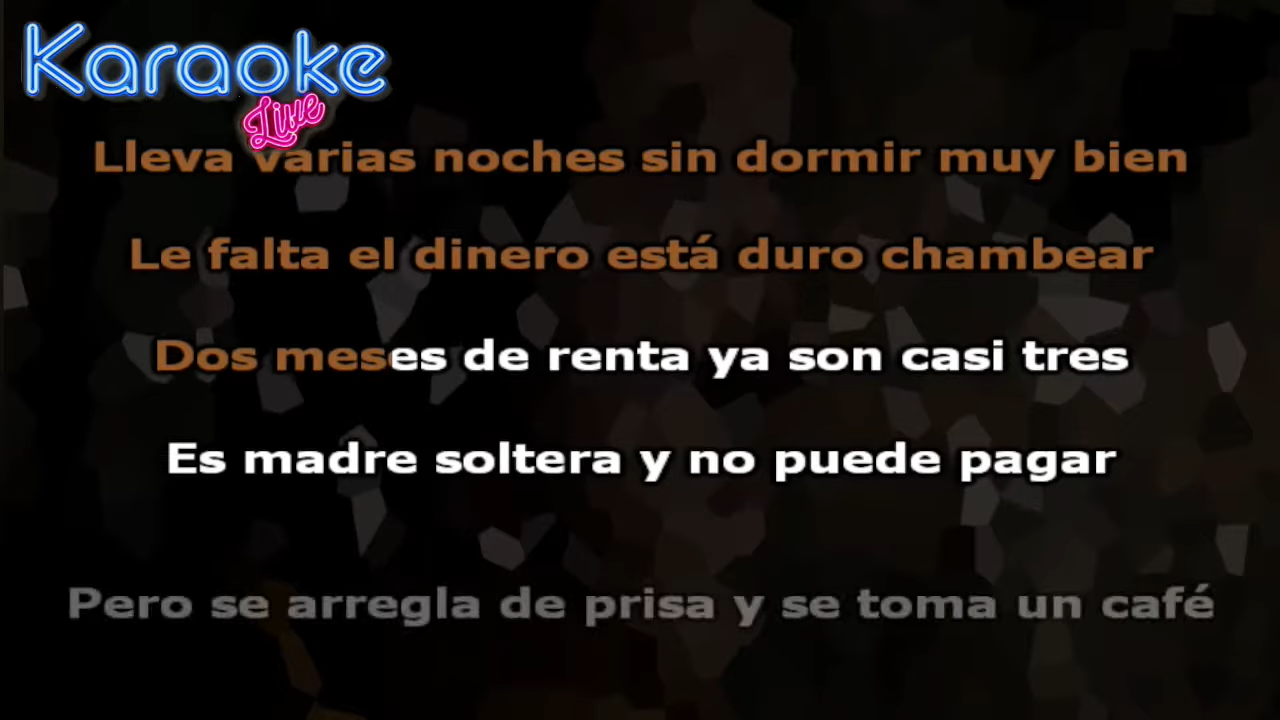 Karaoke
Live
Lleva varias noches sin dormir muy bien
Le falta el dinero está duro chambear
Dos meses de renta ya son casi tres
Es madre soltera y no puede pagar
Pero se arregla de prisa y se toma un café